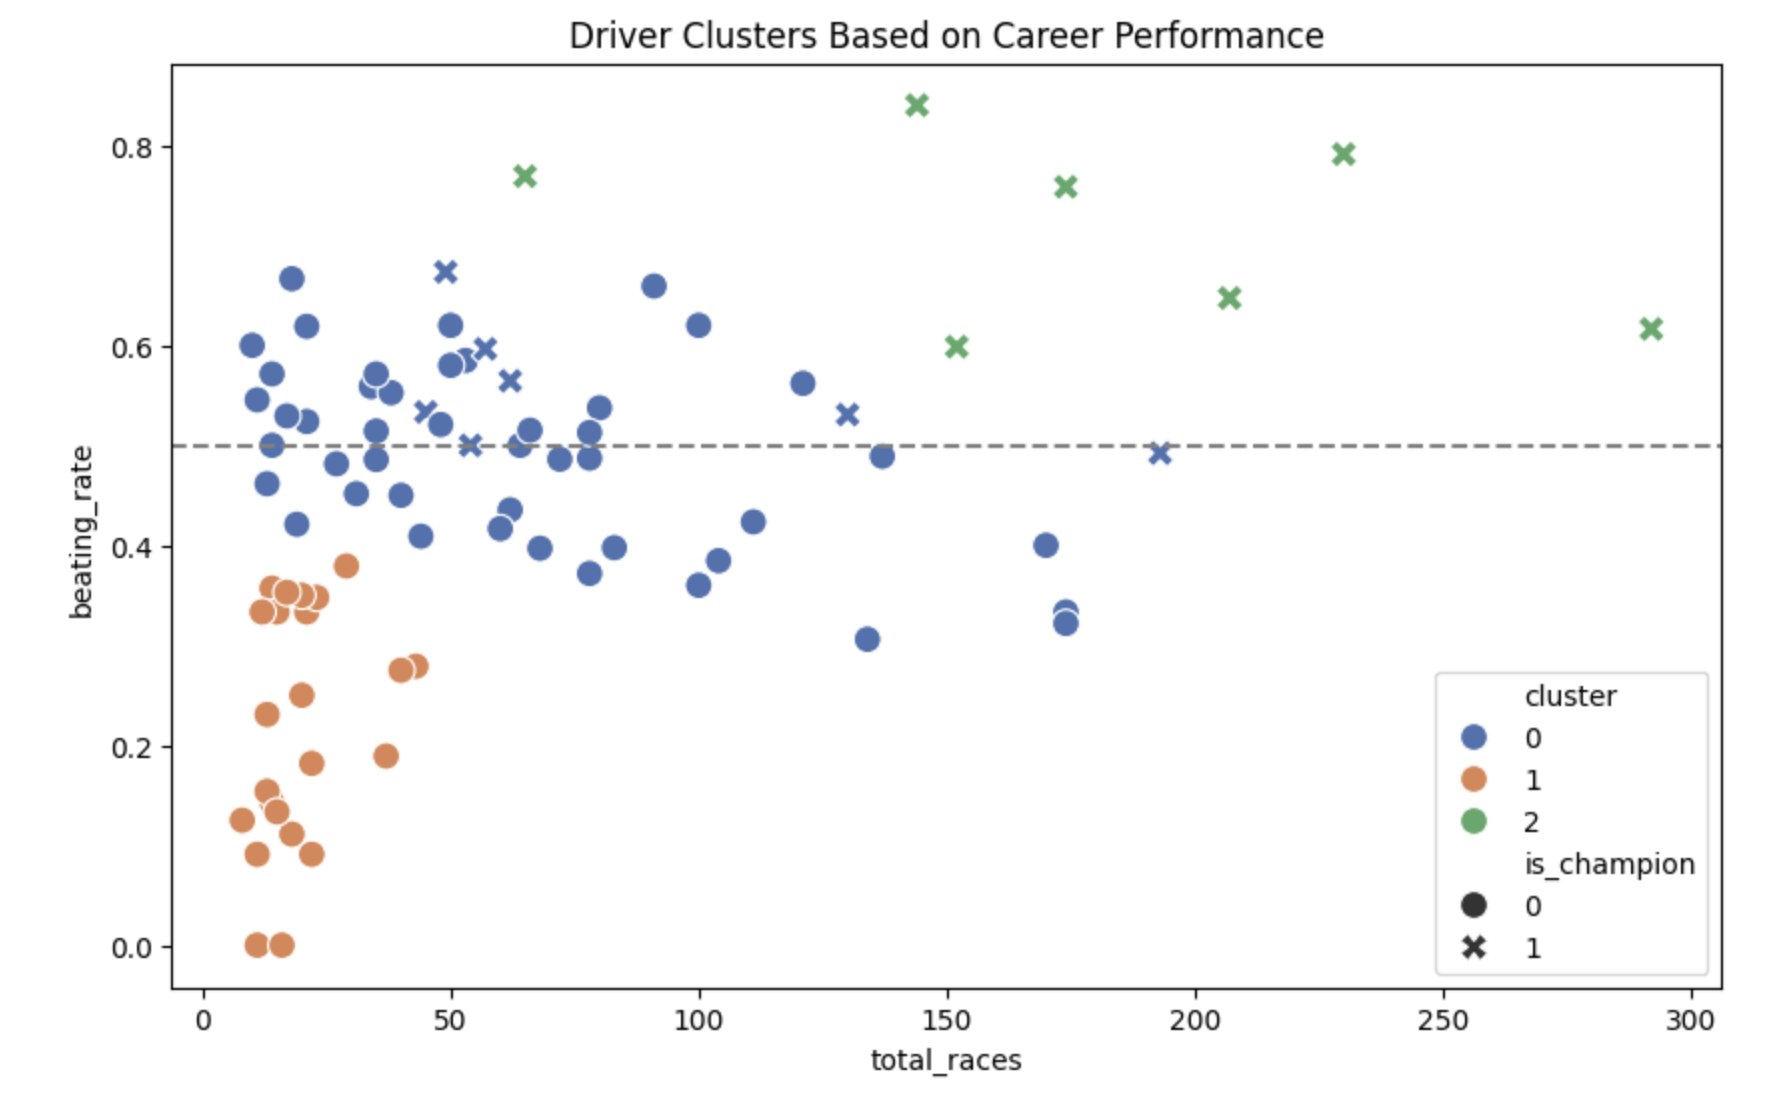 Driver Clusters Based on Career Performance
beating_rate
0.8
0.6
0.4
0.2
0.0
0 50 100 150 200 250 300
total_races
cluster
0
1
2
is_champion
0
1